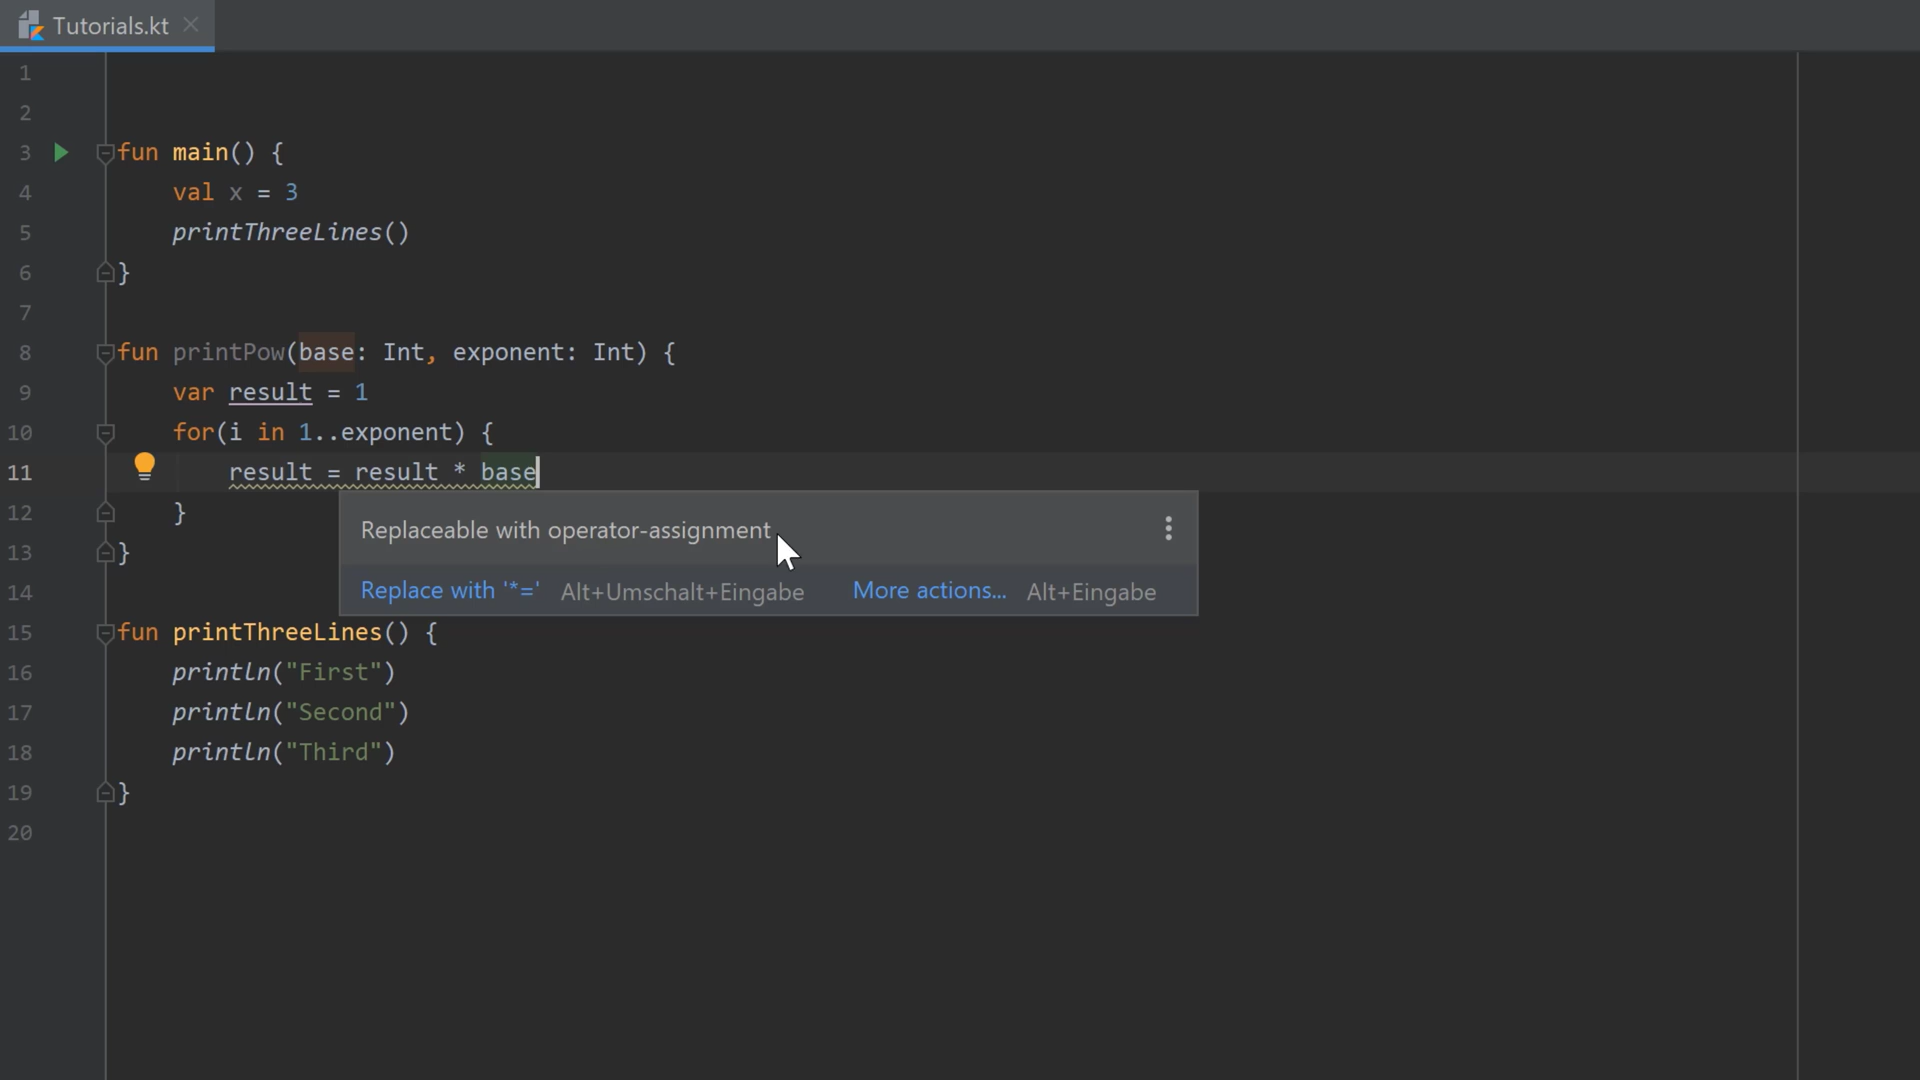 Tutorials.kt
1
2
3 fun main() {
4 val x = 3
5 printThreeLines()
6 }
7
8 fun printPow(base: Int, exponent: Int) {
9 var result = 1
10 for(i in 1..exponent) {
11 result = result * base
12 }
Replaceable with operator-assignment
13 }
Replace with '*=' Alt+Umschalt+Eingabe More actions... Alt+Eingabe
14
15 fun printThreeLines() {
16 println("First")
17 println("Second")
18 println("Third")
19 }
20